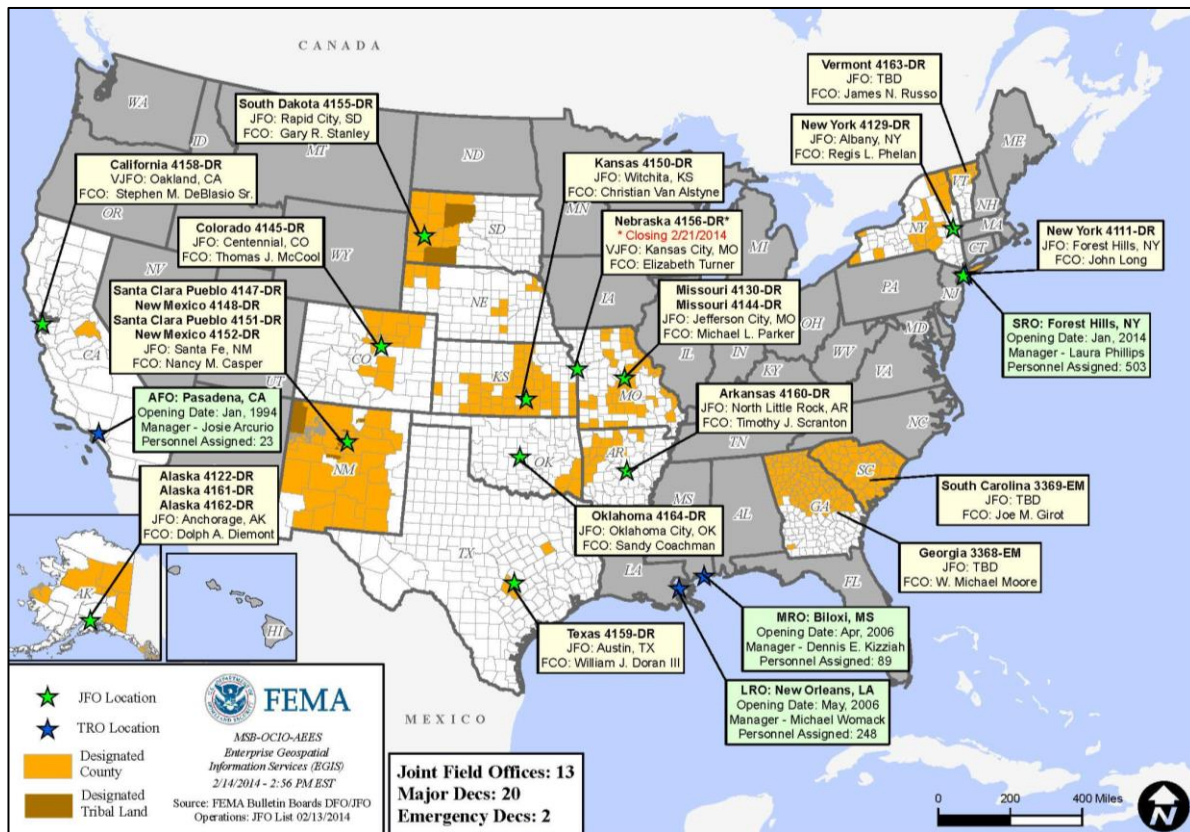 CANADA
Vermont 4163-DR
JFO: TBD
FCO: James N. Russo
South Dakota 4155-DR
JFO: Rapid City, SD
FCO: Gary R. Stanley
New York 4129-DR
JFO: Albany, NY
FCO: Regis L. Phelan
California 4158-DR
VJFO: Oakland, CA
FCO: Stephen M. DeBlasio Sr.
Kansas 4150-DR
JFO: Witchita, KS
FCO: Christian Van Alstyne
Colorado 4145-DR
JFO: Centennial, CO
FCO: Thomas J. McCool
Nebraska 4156-DR*
* Closing 2/21/2014
VJFO: Kansas City, MO
FCO: Elizabeth Turner
New York 4111-DR
JFO: Forest Hills, NY
FCO: John Long
Santa Clara Pueblo 4147-DR
New Mexico 4148-DR
Santa Clara Pueblo 4151-DR
New Mexico 4152-DR
JFO: Santa Fe, NM
FCO: Nancy M. Casper
Missouri 4130-DR
Missouri 4144-DR
JFO: Jefferson City, MO
FCO: Michael L. Parker
SRO: Forest Hills, NY
Opening Date: Jan, 2014
Manager - Laura Phillips
Personnel Assigned: 503
AFO: Pasadena, CA
Opening Date: Jan, 1994
Manager - Josie Arcurio
Personnel Assigned: 23
Arkansas 4160-DR
JFO: North Little Rock, AR
FCO: Timothy J. Scranton
Alaska 4122-DR
Alaska 4161-DR
Alaska 4162-DR
JFO: Anchorage, AK
FCO: Dolph A. Diemont
Oklahoma 4164-DR
JFO: Oklahoma City, OK
FCO: Sandy Coachman
South Carolina 3369-EM
JFO: TBD
FCO: Joe M. Girot
Georgia 3368-EM
JFO: TBD
FCO: W. Michael Moore
Texas 4159-DR
JFO: Austin, TX
FCO: William J. Doran III
MRO: Biloxi, MS
Opening Date: Apr, 2006
Manager - Dennis E. Kizziah
Personnel Assigned: 89
LRO: New Orleans, LA
Opening Date: May, 2006
Manager - Michael Womack
Personnel Assigned: 248
WA
OR
ID
MT
ND
SD
MN
WY
NV
CA
UT
CO
NE
KS
IA
MO
MI
IL
IN
OH
KY
WV
VA
PA
NY
VT
NH
ME
MA
CT
NJ
MD
NC
TN
SC
GA
AL
MS
AR
OK
NM
TX
LA
FL
AK
HI
MEXICO
JFO Location
TRO Location
Designated
County
Designated
Tribal Land
FEMA
MSB-OCIO-AEES
Enterprise Geospatial
Information Services (EGIS)
2/14/2014 - 2:56 PM EST
Source: FEMA Bulletin Boards DFO/JFO
Operations: JFO List 02/13/2014
Joint Field Offices: 13
Major Decs: 20
Emergency Decs: 2
0 200 400 Miles
N